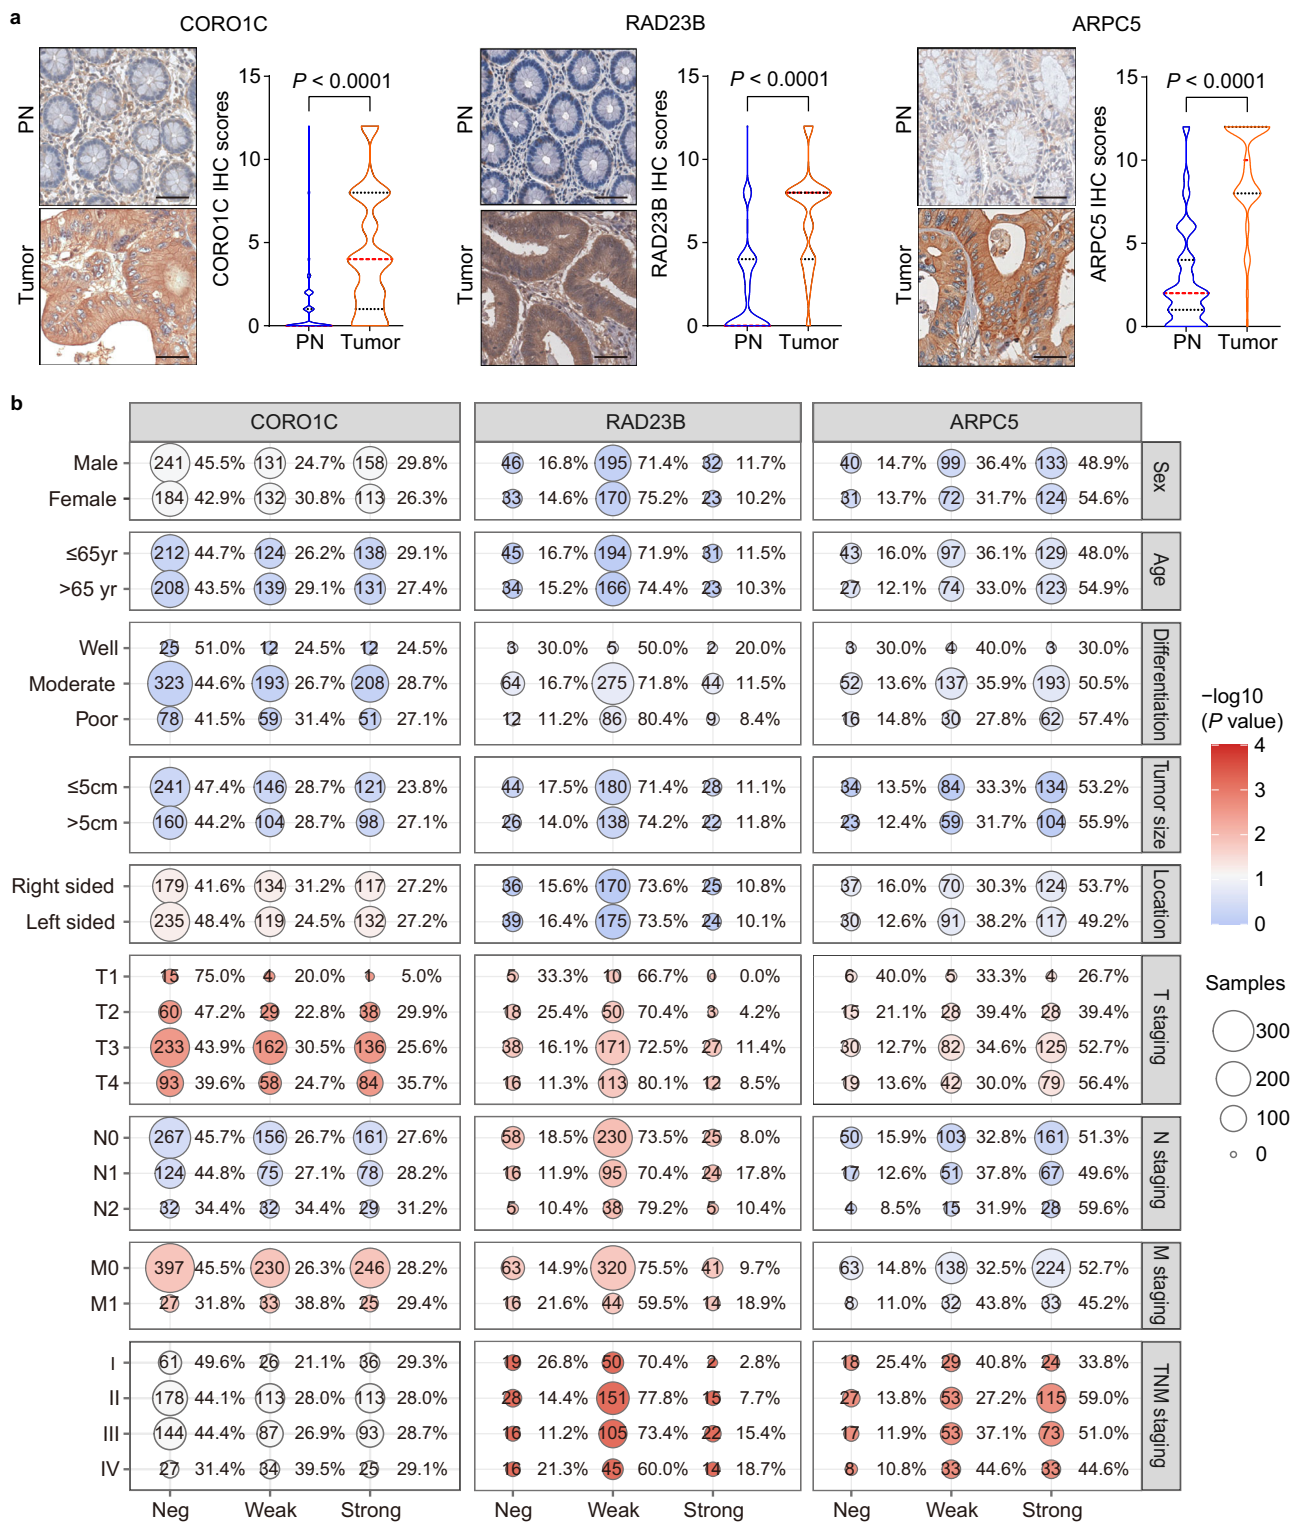 a
CORO1C
RAD23B
ARPC5
PN
Tumor
CORO1C IHC scores
15
10
5
0
P < 0.0001
PN Tumor
PN
Tumor
RAD23B IHC scores
15
10
5
0
P < 0.0001
PN Tumor
PN
Tumor
ARPC5 IHC scores
15
10
5
0
P < 0.0001
PN Tumor
b
CORO1C RAD23B ARPC5
Male 241 45.5% 131 24.7% 158 29.8% 46 16.8% 195 71.4% 32 11.7% 40 14.7% 99 36.4% 133 48.9%
Female 184 42.9% 132 30.8% 113 26.3% 33 14.6% 170 75.2% 23 10.2% 31 13.7% 72 31.7% 124 54.6%
Sex
≤65yr 212 44.7% 124 26.2% 138 29.1% 45 16.7% 194 71.9% 31 11.5% 43 16.0% 97 36.1% 129 48.0%
>65 yr 208 43.5% 139 29.1% 131 27.4% 34 15.2% 166 74.4% 23 10.3% 27 12.1% 74 33.0% 123 54.9%
Age
Well 25 51.0% 12 24.5% 12 24.5% 3 30.0% 5 50.0% 2 20.0% 3 30.0% 4 40.0% 3 30.0%
Moderate 323 44.6% 193 26.7% 208 28.7% 64 16.7% 275 71.8% 44 11.5% 52 13.6% 137 35.9% 193 50.5%
Poor 78 41.5% 59 31.4% 51 27.1% 12 11.2% 86 80.4% 9 8.4% 16 14.8% 30 27.8% 62 57.4%
Differentiation
≤5cm 241 47.4% 146 28.7% 121 23.8% 44 17.5% 180 71.4% 28 11.1% 34 13.5% 84 33.3% 134 53.2%
>5cm 160 44.2% 104 28.7% 98 27.1% 26 14.0% 138 74.2% 22 11.8% 23 12.4% 59 31.7% 104 55.9%
Tumor size
Right sided 179 41.6% 134 31.2% 117 27.2% 36 15.6% 170 73.6% 25 10.8% 37 16.0% 70 30.3% 124 53.7%
Left sided 235 48.4% 119 24.5% 132 27.2% 39 16.4% 175 73.5% 24 10.1% 30 12.6% 91 38.2% 117 49.2%
Location
T1 15 75.0% 4 20.0% 1 5.0% 5 33.3% 10 66.7% 0 0.0% 6 40.0% 5 33.3% 4 26.7%
T2 60 47.2% 29 22.8% 38 29.9% 18 25.4% 50 70.4% 3 4.2% 15 21.1% 28 39.4% 28 39.4%
T3 233 43.9% 162 30.5% 136 25.6% 38 16.1% 171 72.5% 27 11.4% 30 12.7% 82 34.6% 125 52.7%
T4 93 39.6% 58 24.7% 84 35.7% 16 11.3% 113 80.1% 12 8.5% 19 13.6% 42 30.0% 79 56.4%
T staging
N0 267 45.7% 156 26.7% 161 27.6% 58 18.5% 230 73.5% 25 8.0% 50 15.9% 103 32.8% 161 51.3%
N1 124 44.8% 75 27.1% 78 28.2% 16 11.9% 95 70.4% 24 17.8% 17 12.6% 51 37.8% 67 49.6%
N2 32 34.4% 32 34.4% 29 31.2% 5 10.4% 38 79.2% 5 10.4% 4 8.5% 15 31.9% 28 59.6%
N staging
M0 397 45.5% 230 26.3% 246 28.2% 63 14.9% 320 75.5% 41 9.7% 63 14.8% 138 32.5% 224 52.7%
M1 27 31.8% 33 38.8% 25 29.4% 16 21.6% 44 59.5% 14 18.9% 8 11.0% 32 43.8% 33 45.2%
M staging
I 61 49.6% 26 21.1% 36 29.3% 19 26.8% 50 70.4% 2 2.8% 18 25.4% 29 40.8% 24 33.8%
II 178 44.1% 113 28.0% 113 28.0% 28 14.4% 151 77.8% 15 7.7% 27 13.8% 53 27.2% 115 59.0%
III 144 44.4% 87 26.9% 93 28.7% 16 11.2% 105 73.4% 22 15.4% 17 11.9% 53 37.1% 73 51.0%
IV 27 31.4% 34 39.5% 25 29.1% 16 21.3% 45 60.0% 14 18.7% 8 10.8% 33 44.6% 33 44.6%
TNM staging
Neg Weak Strong Neg Weak Strong Neg Weak Strong
−log10
(P value)
4
3
2
1
0
Samples
300
200
100
0